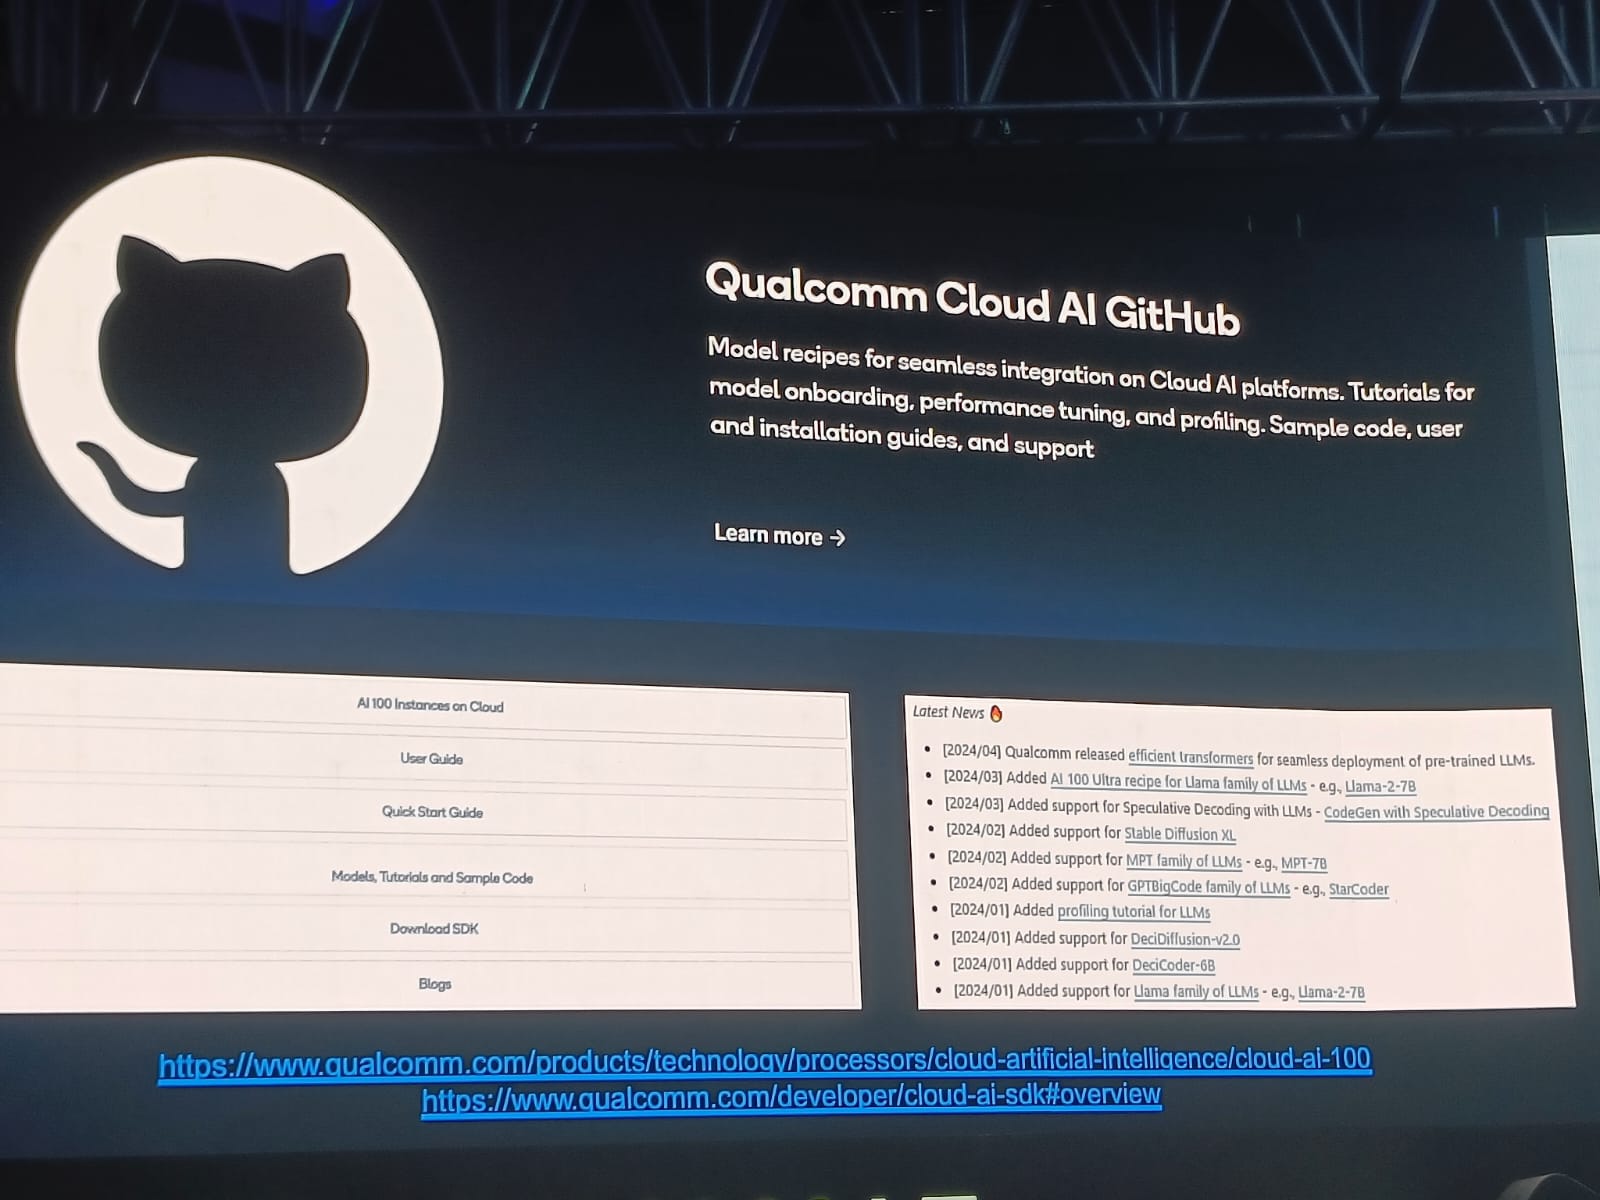 Qualcomm Cloud AI GitHub
Model recipes for seamless integration on Cloud AI platforms. Tutorials for
model onboarding, performance tuning, and profiling. Sample code, user
and installation guides, and support
Learn more →
AI 100 Instances on Cloud
User Guide
Quick Start Guide
Models, Tutorials and Sample Code
Download SDK
Blogs
Latest News 🔥
• [2024/04] Qualcomm released efficient transformers for seamless deployment of pre-trained LLMs.
• [2024/03] Added AI 100 Ultra recipe for Llama family of LLMs - e.g., Llama-2-7B
• [2024/03] Added support for Speculative Decoding with LLMs - CodeGen with Speculative Decoding
• [2024/02] Added support for Stable Diffusion XL
• [2024/02] Added support for MPT family of LLMs - e.g., MPT-7B
• [2024/02] Added support for GPTBigCode family of LLMs - e.g., StarCoder
• [2024/01] Added profiling tutorial for LLMs
• [2024/01] Added support for DeciDiffusion-v2.0
• [2024/01] Added support for DeciCoder-6B
• [2024/01] Added support for Llama family of LLMs - e.g., Llama-2-7B
https://www.qualcomm.com/products/technology/processors/cloud-artificial-intelligence/cloud-ai-100
https://www.qualcomm.com/developer/cloud-ai-sdk#overview